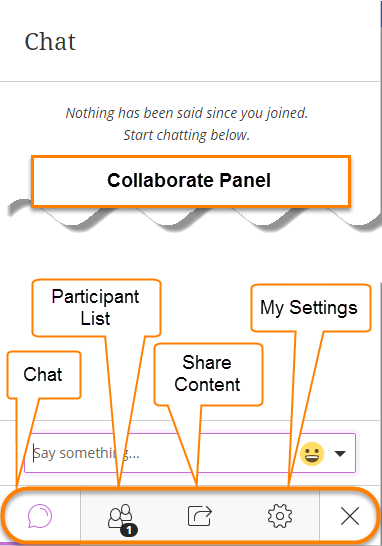 Chat
Nothing has been said since you joined.
Start chatting below.
Collaborate Panel
Participant
List
My Settings
Share
Content
Chat
Say something...
1